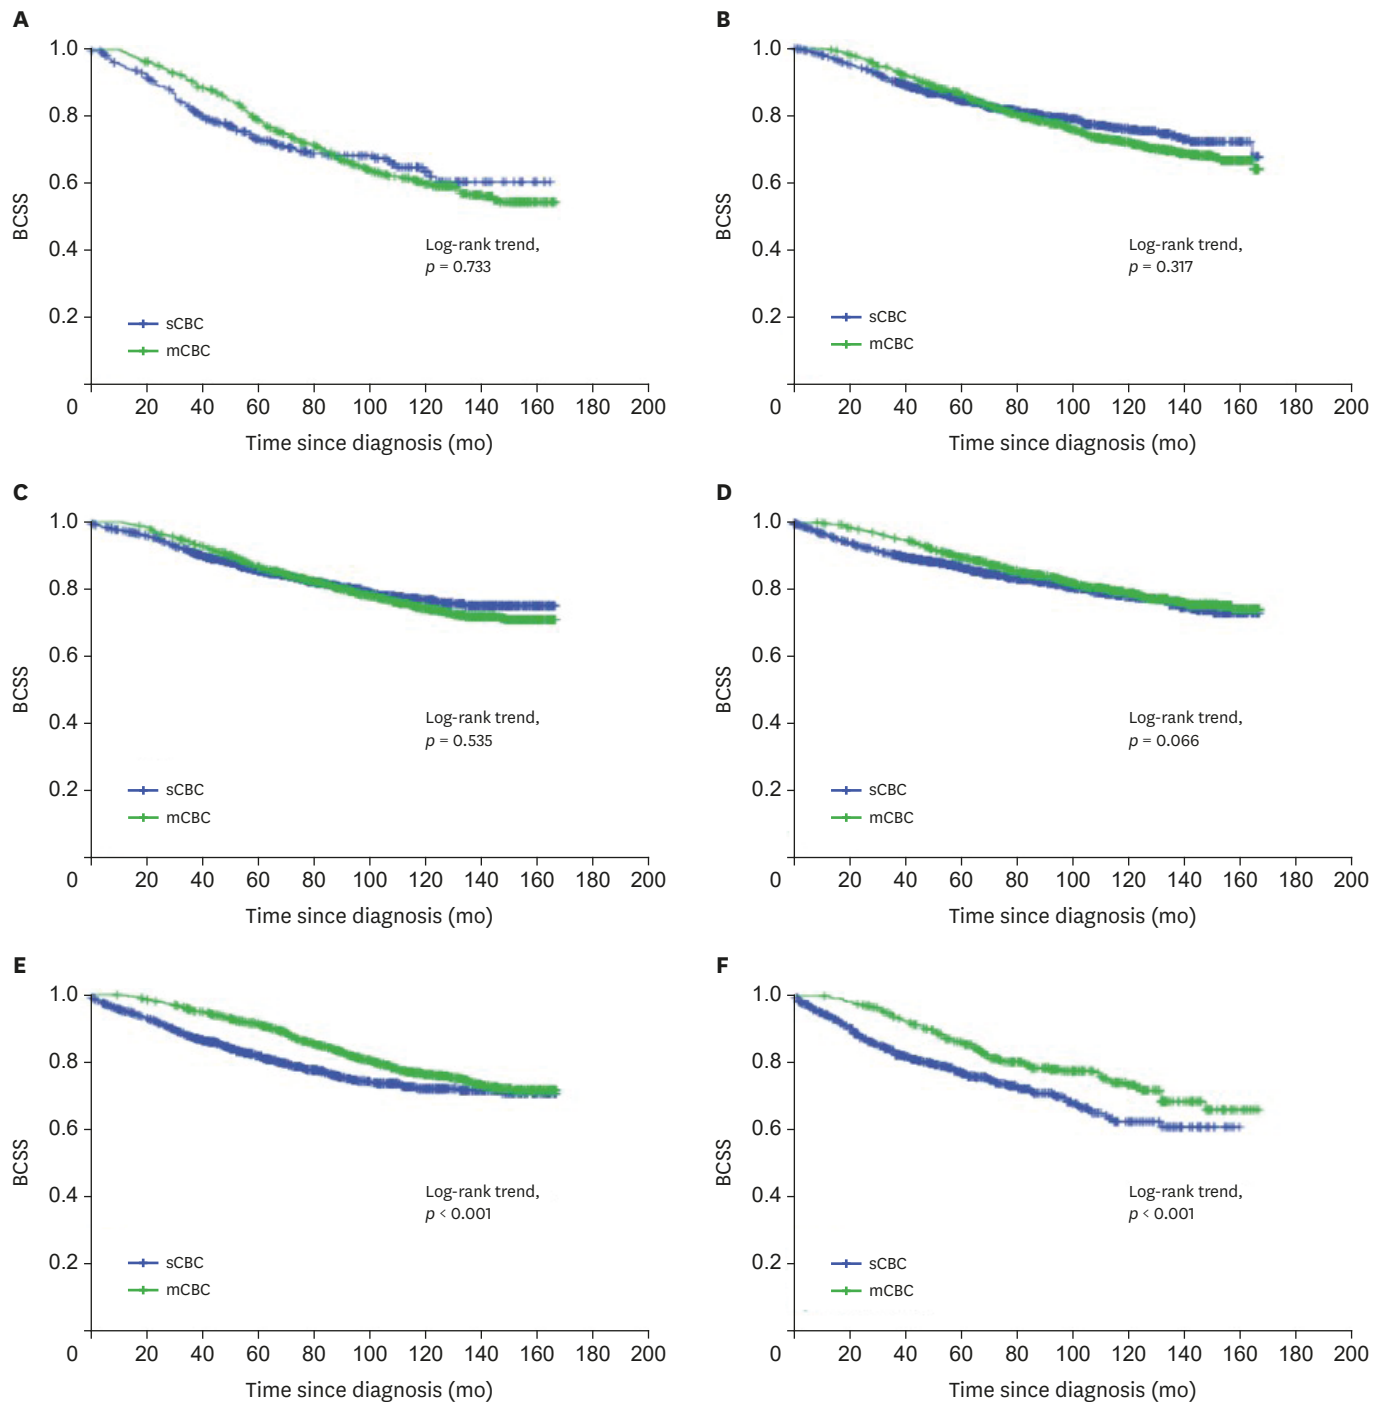 A
1.0
0.8
0.6
0.4
0.2
BCSS
Log-rank trend,
p = 0.733
sCBC
mCBC
0 20 40 60 80 100 120 140 160 180 200
Time since diagnosis (mo)
B
1.0
0.8
0.6
0.4
0.2
BCSS
Log-rank trend,
p = 0.317
sCBC
mCBC
0 20 40 60 80 100 120 140 160 180 200
Time since diagnosis (mo)
C
1.0
0.8
0.6
0.4
0.2
BCSS
Log-rank trend,
p = 0.535
sCBC
mCBC
0 20 40 60 80 100 120 140 160 180 200
Time since diagnosis (mo)
D
1.0
0.8
0.6
0.4
0.2
BCSS
Log-rank trend,
p = 0.066
sCBC
mCBC
0 20 40 60 80 100 120 140 160 180 200
Time since diagnosis (mo)
E
1.0
0.8
0.6
0.4
0.2
BCSS
Log-rank trend,
p < 0.001
sCBC
mCBC
0 20 40 60 80 100 120 140 160 180 200
Time since diagnosis (mo)
F
1.0
0.8
0.6
0.4
0.2
BCSS
Log-rank trend,
p < 0.001
sCBC
mCBC
0 20 40 60 80 100 120 140 160 180 200
Time since diagnosis (mo)